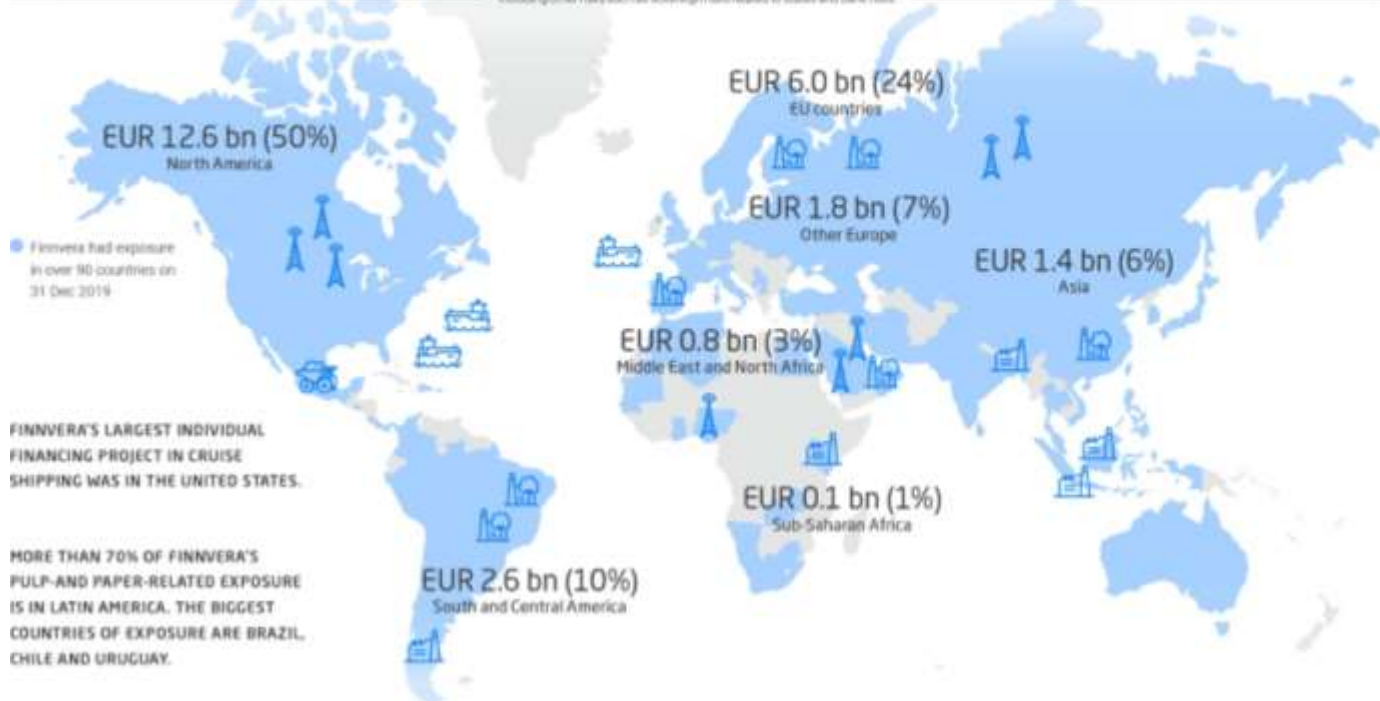 EUR 6.0 bn (24%)
EU countries
EUR 12.6 bn (50%)
North America
EUR 1.8 bn (7%)
Other Europe
Finnvera had exposure
in over 90 countries on
31 Dec 2019
EUR 1.4 bn (6%)
Asia
EUR 0.8 bn (3%)
Middle East and North Africa
FINNVERA'S LARGEST INDIVIDUAL
FINANCING PROJECT IN CRUISE
SHIPPING WAS IN THE UNITED STATES.
EUR 0.1 bn (1%)
Sub-Saharan Africa
MORE THAN 70% OF FINNVERA'S
PULP-AND PAPER-RELATED EXPOSURE
IS IN LATIN AMERICA. THE BIGGEST
COUNTRIES OF EXPOSURE ARE BRAZIL,
CHILE AND URUGUAY.
EUR 2.6 bn (10%)
South and Central America